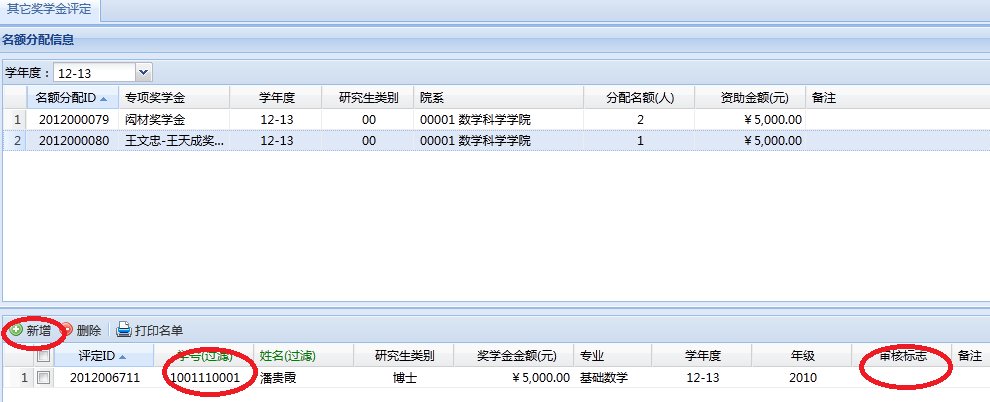 其它奖学金评定
名额分配信息
学年度： 12-13
名额分配ID 专项奖学金 学年度 研究生类别 院系 分配名额(人) 资助金额(元) 备注
1 2012000079 闳材奖学金 12-13 00 00001 数学科学学院 2 ￥5,000.00
2 2012000080 王文忠-王天成奖... 12-13 00 00001 数学科学学院 1 ￥5,000.00
新增 删除 打印名单
评定ID 学号(过滤) 姓名(过滤) 研究生类别 奖学金金额(元) 专业 学年度 年级 审核标志 备注
1 2012006711 1001110001 潘贵霞 博士 ￥5,000.00 基础数学 12-13 2010